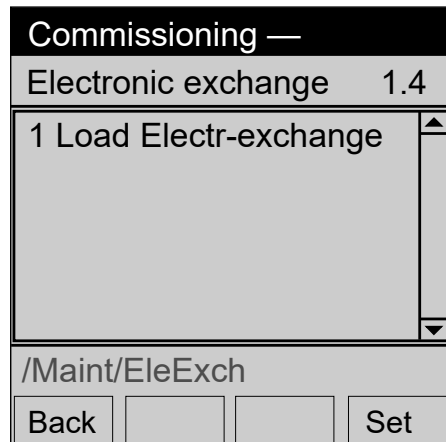 Commissioning —
Electronic exchange 1.4
1 Load Electr-exchange
/Maint/EleExch
Back Set